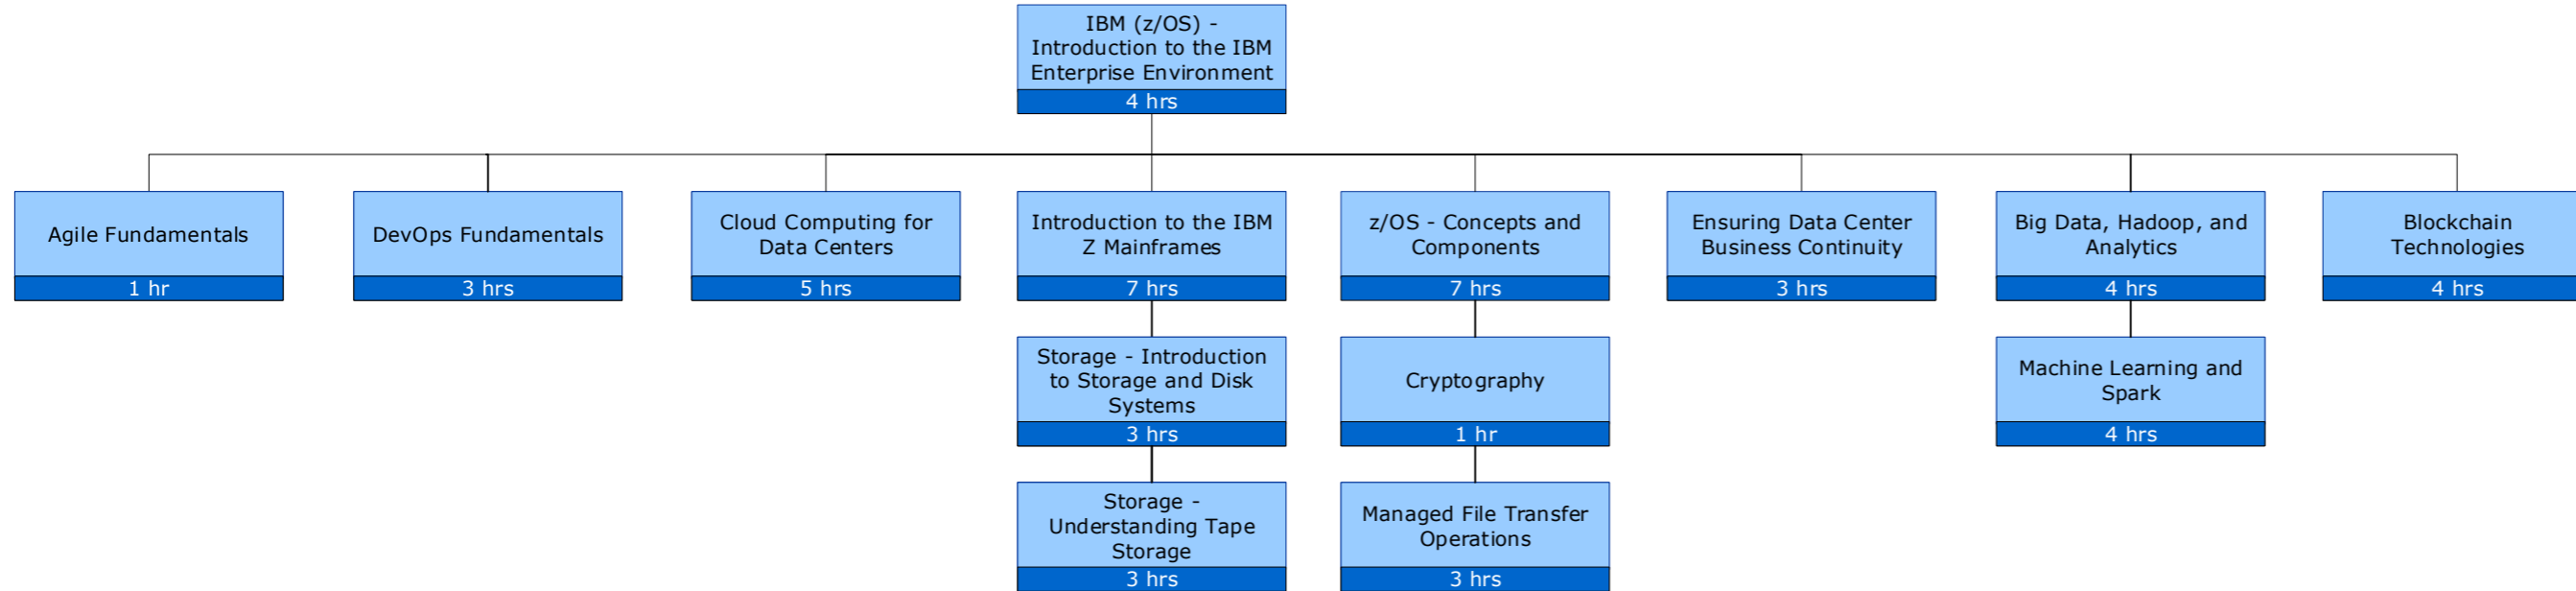 IBM (z/OS) -
Introduction to the IBM
Enterprise Environment
4 hrs
Agile Fundamentals
1 hr
DevOps Fundamentals
3 hrs
Cloud Computing for
Data Centers
5 hrs
Introduction to the IBM
Z Mainframes
7 hrs
z/OS - Concepts and
Components
7 hrs
Ensuring Data Center
Business Continuity
3 hrs
Big Data, Hadoop, and
Analytics
4 hrs
Blockchain
Technologies
4 hrs
Storage - Introduction
to Storage and Disk
Systems
3 hrs
Cryptography
1 hr
Machine Learning and
Spark
4 hrs
Storage -
Understanding Tape
Storage
3 hrs
Managed File Transfer
Operations
3 hrs